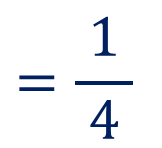 = 1/4